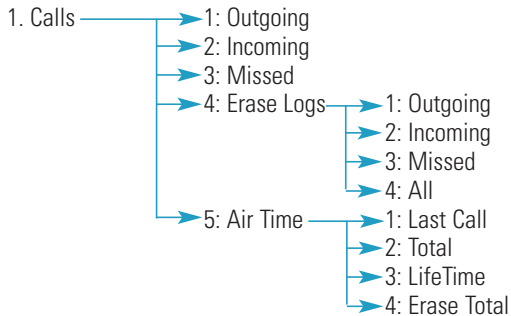 1. Calls 1: Outgoing
2: Incoming
3: Missed
4: Erase Logs 1: Outgoing
2: Incoming
3: Missed
4: All
5: Air Time 1: Last Call
2: Total
3: LifeTime
4: Erase Total